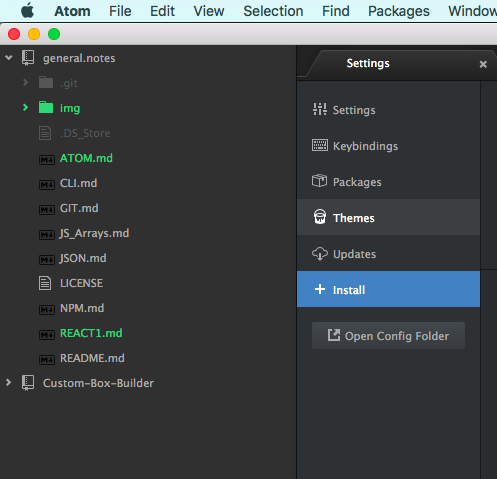 Atom File Edit View Selection Find Packages Window
general.notes
.git
img
.DS_Store
ATOM.md
CLI.md
GIT.md
JS_Arrays.md
JSON.md
LICENSE
NPM.md
REACT1.md
README.md
Custom-Box-Builder
Settings
Settings
Keybindings
Packages
Themes
Updates
Install
Open Config Folder